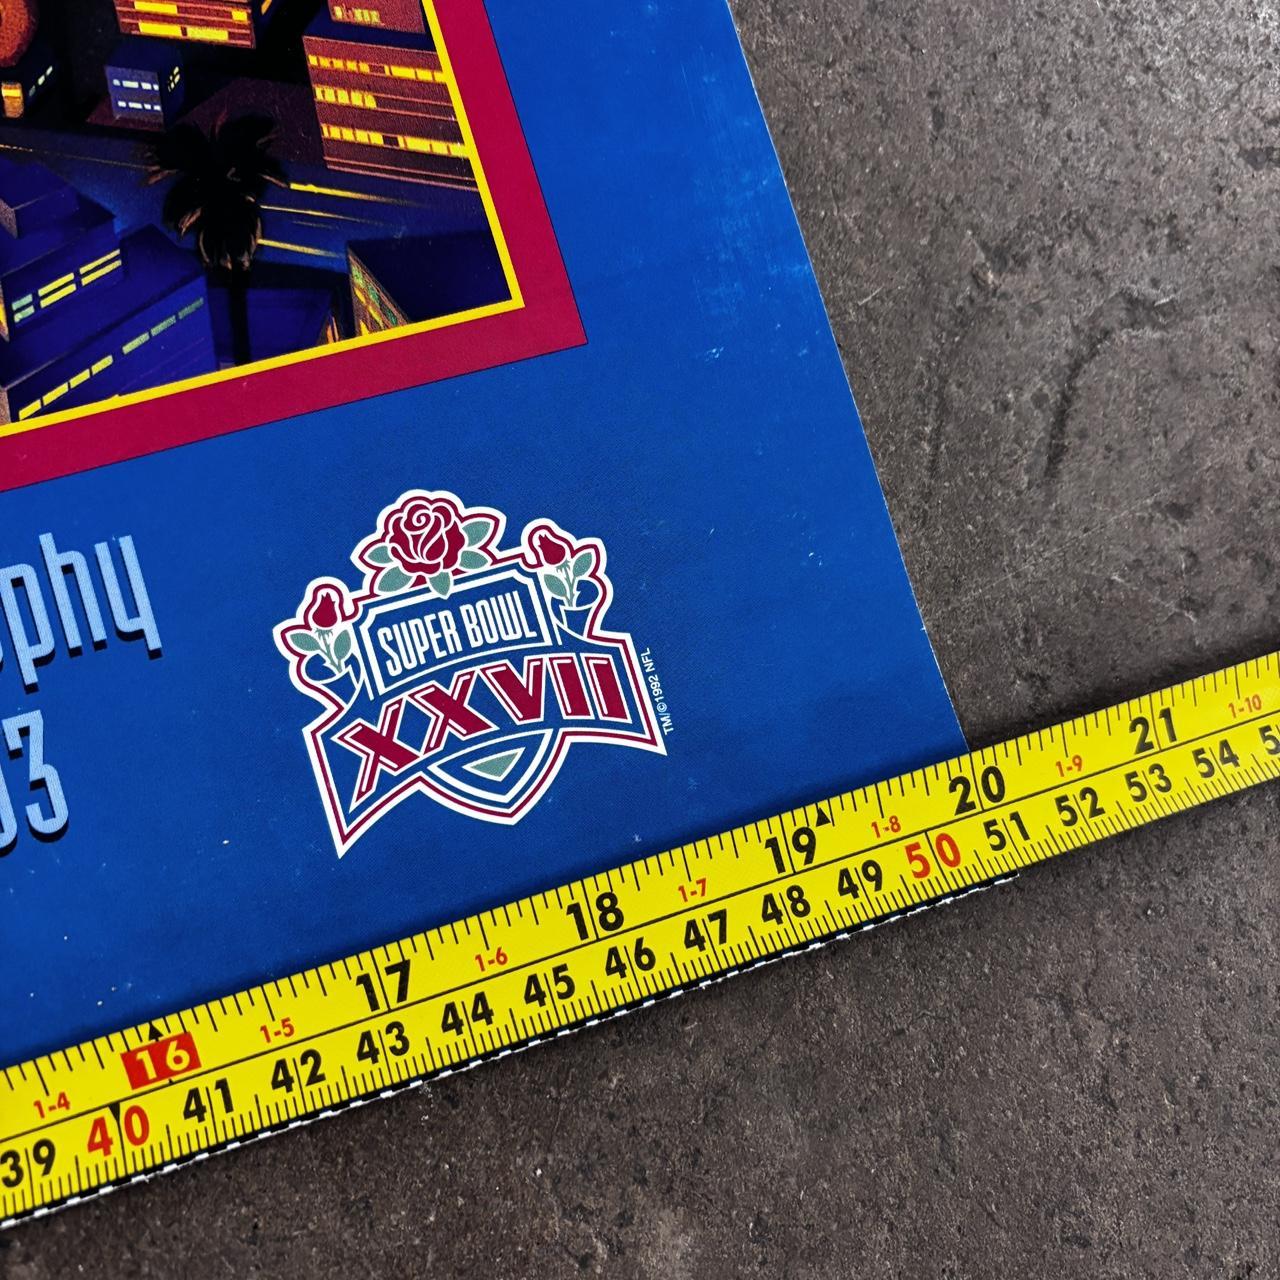 ophy
93
SUPER BOWL
XXVII
TM/©1992 NFL
16 17 18 19 20 21
1-4 1-5 1-6 1-7 1-8 1-9 1-10
39 40 41 42 43 44 45 46 47 48 49 50 51 52 53 54 5